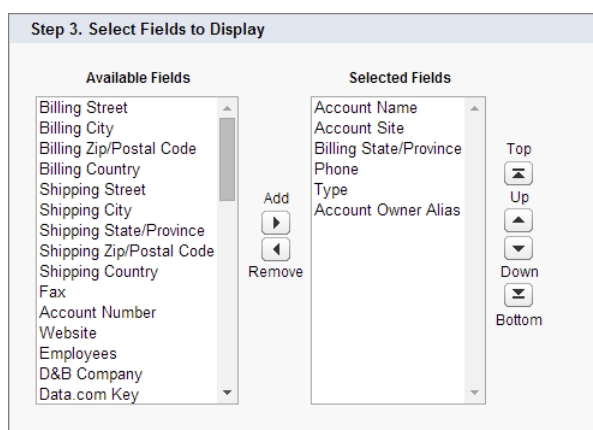 Step 3. Select Fields to Display
Available Fields
Billing Street
Billing City
Billing Zip/Postal Code
Billing Country
Shipping Street
Shipping City
Shipping State/Province
Shipping Zip/Postal Code
Shipping Country
Fax
Account Number
Website
Employees
D&B Company
Data.com Key
Add
Remove
Selected Fields
Account Name
Account Site
Billing State/Province
Phone
Type
Account Owner Alias
Top
Up
Down
Bottom